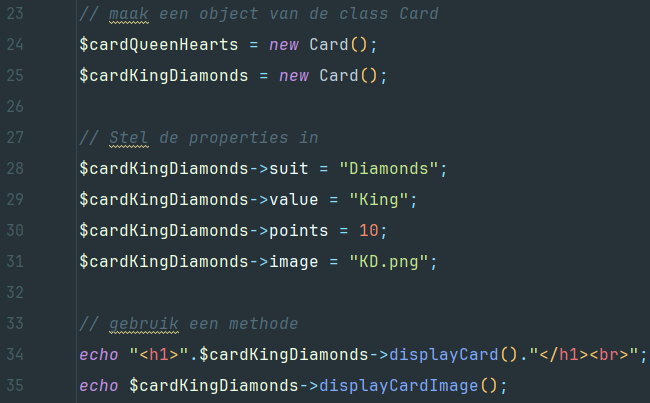 23 // maak een object van de class Card
24 $cardQueenHearts = new Card();
25 $cardKingDiamonds = new Card();
26
27 // Stel de properties in
28 $cardKingDiamonds->suit = "Diamonds";
29 $cardKingDiamonds->value = "King";
30 $cardKingDiamonds->points = 10;
31 $cardKingDiamonds->image = "KD.png";
32
33 // gebruik een methode
34 echo "<h1>".$cardKingDiamonds->displayCard()."</h1><br>";
35 echo $cardKingDiamonds->displayCardImage();